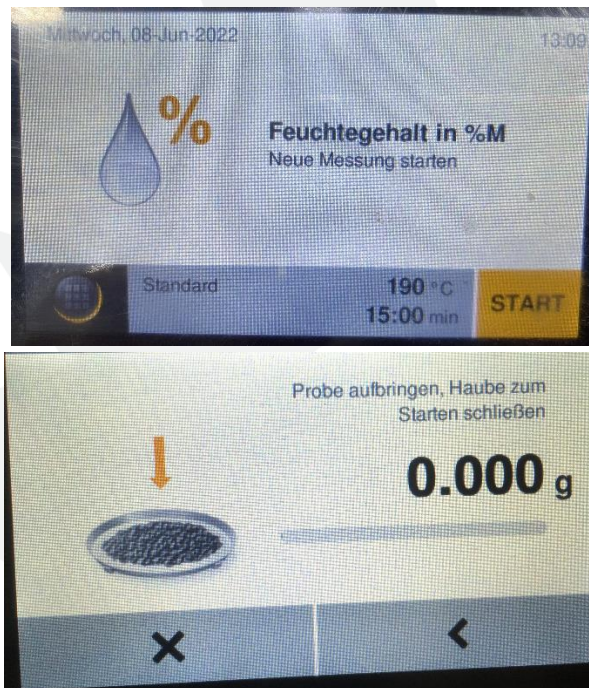 Mittwoch, 08-Jun-2022
13:09
%
Feuchtegehalt in %M
Neue Messung starten
Standard
190 °C
15:00 min
START
Probe aufbringen, Haube zum
Starten schließen
0.000 g